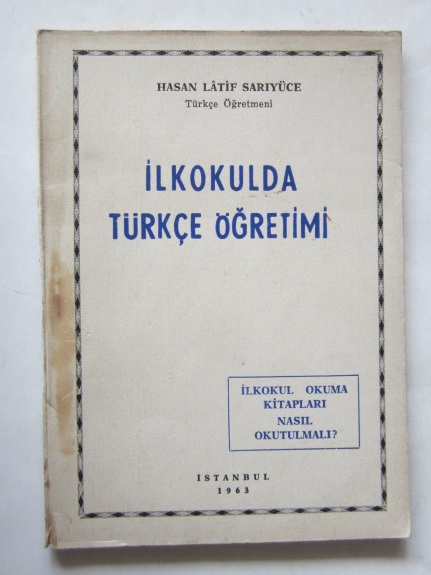 HASAN LÂTİF SARIYÜCE
Türkçe Öğretmeni
İLKOKULDA
TÜRKÇE ÖĞRETİMİ
İLKOKUL OKUMA
KİTAPLARI
NASIL
OKUTULMALI?
İSTANBUL
1963